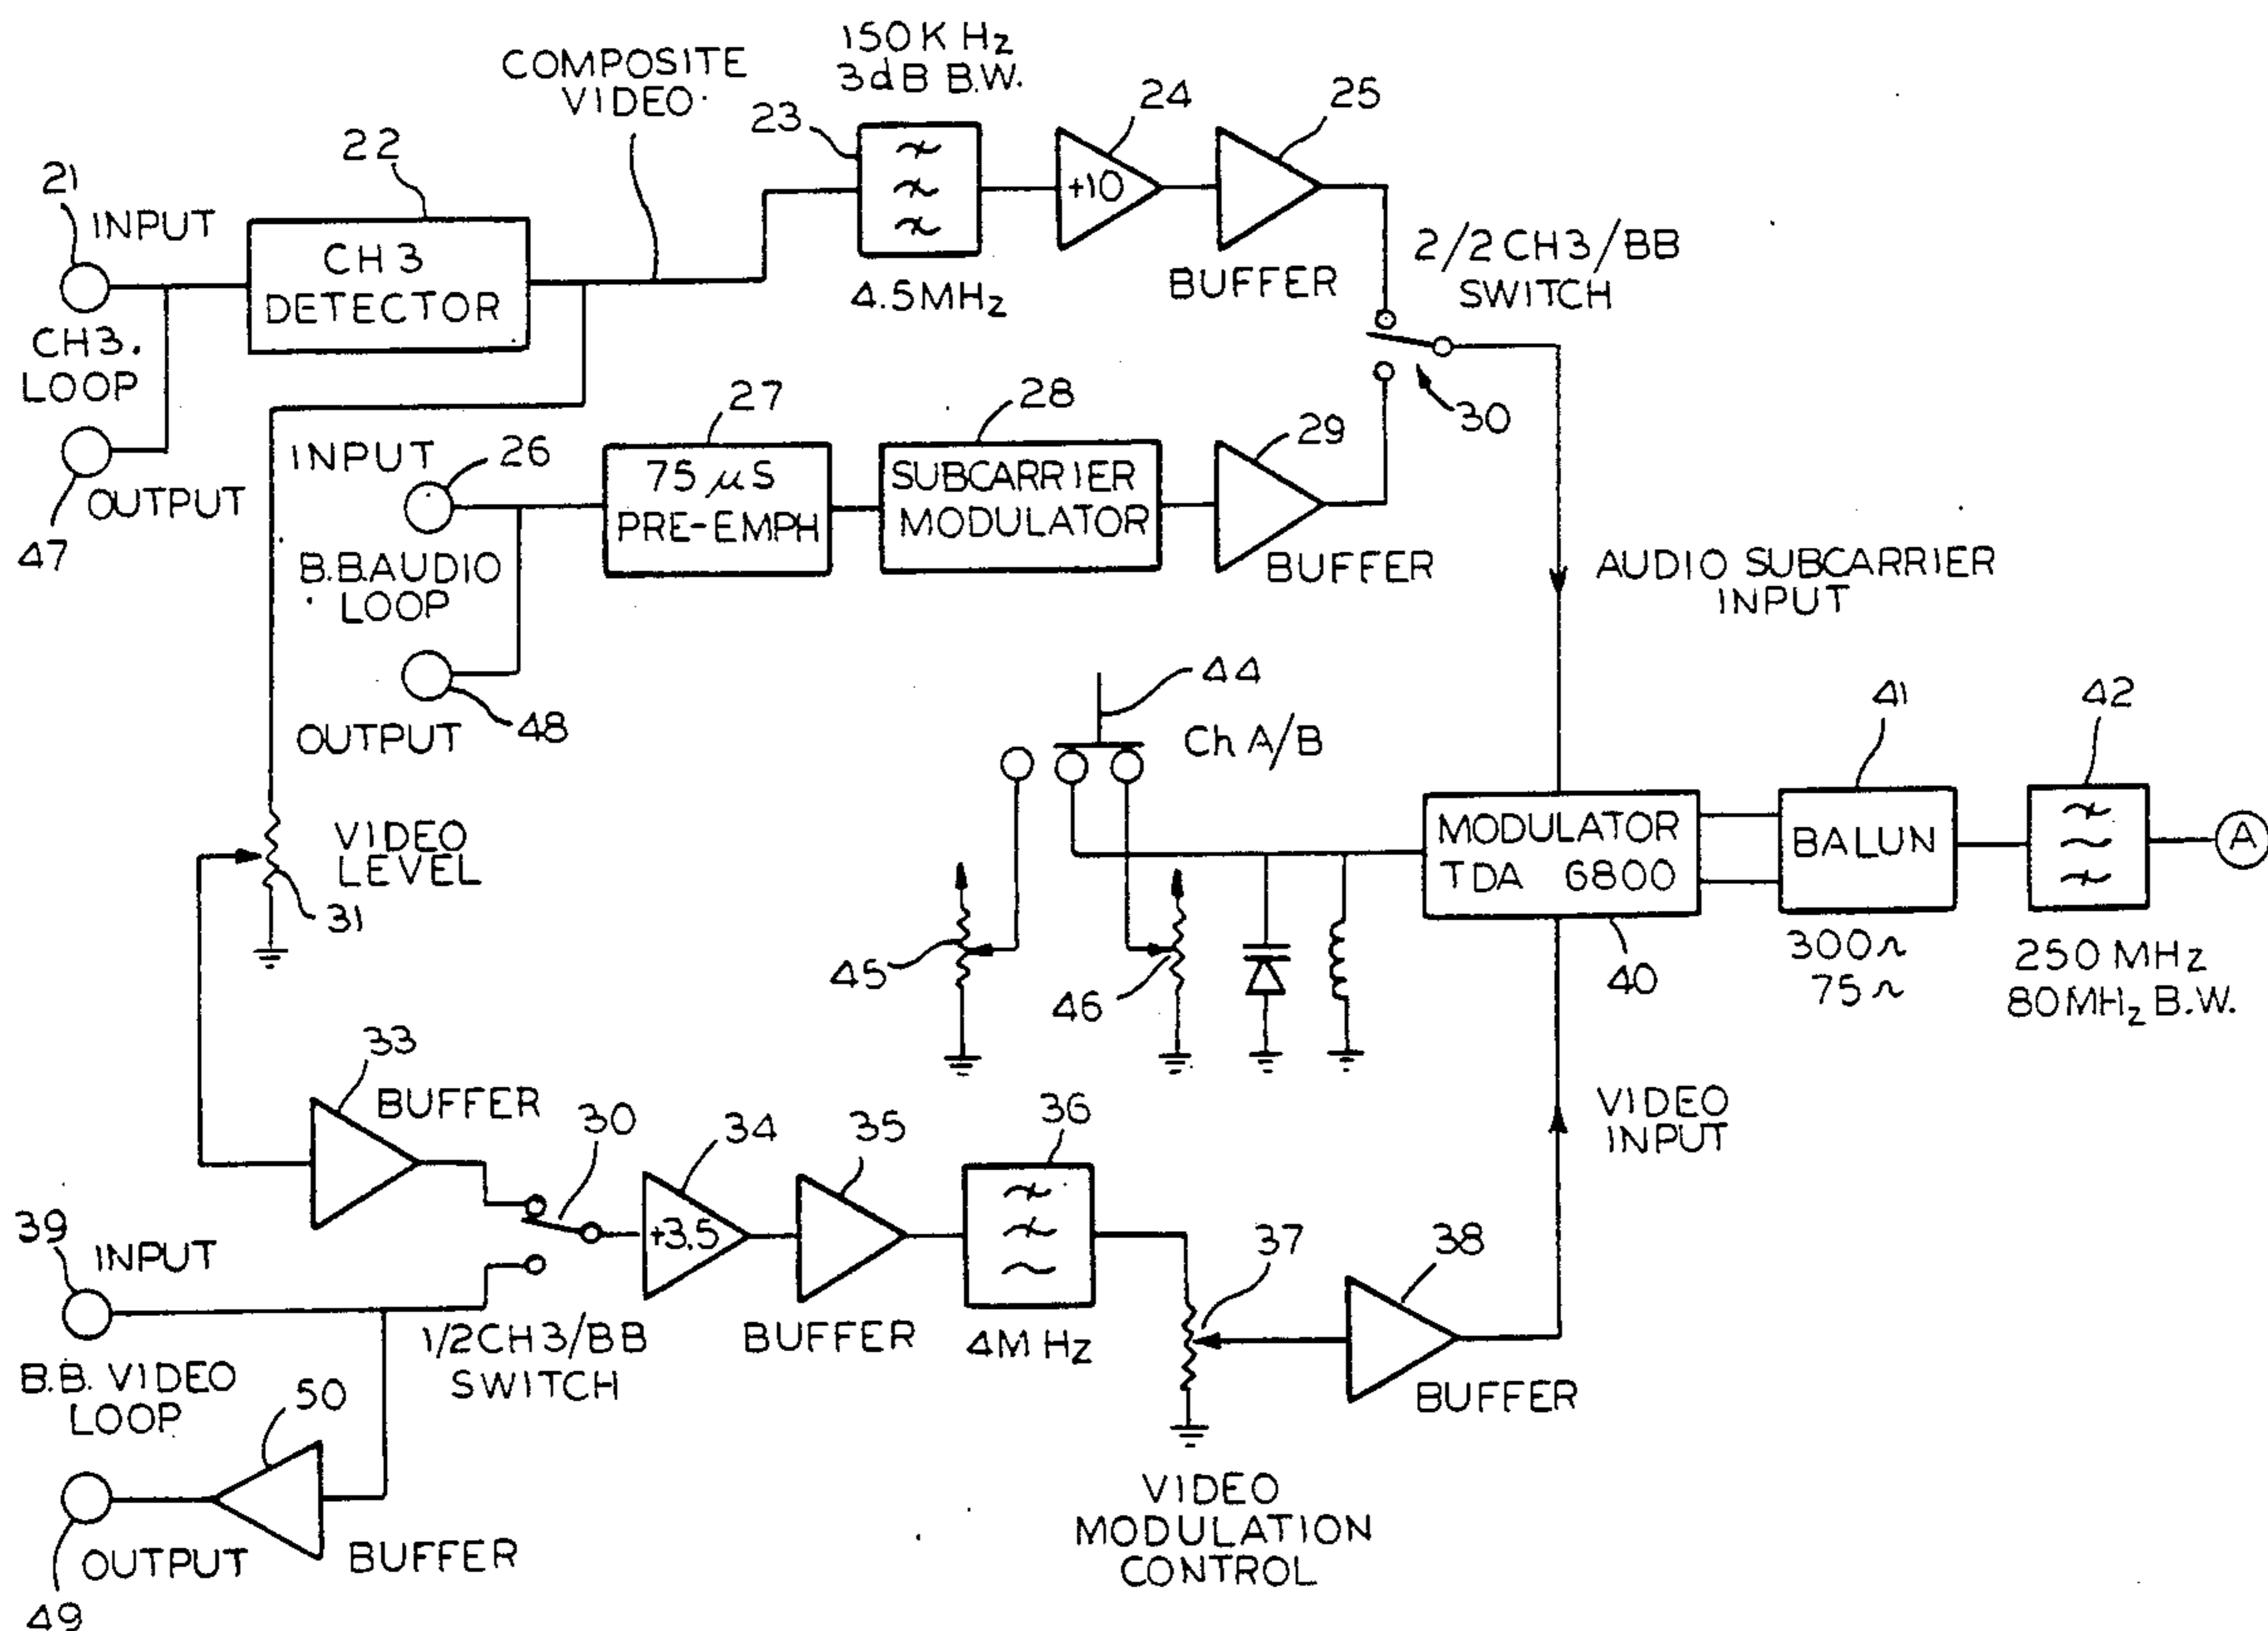 150K Hz
3dB B.W.
COMPOSITE
VIDEO
23
24
25
22
21
INPUT
CH 3
DETECTOR
+10
2/2 CH3/BB
SWITCH
BUFFER
4.5MHz
CH3.
LOOP
30
27
28
29
INPUT
26
75 μS
PRE-EMPH
SUBCARRIER
MODULATOR
OUTPUT
47
B.B.AUDIO
LOOP
BUFFER
AUDIO SUBCARRIER
INPUT
44
48
OUTPUT
Ch A/B
41
42
VIDEO
LEVEL
31
MODULATOR
TDA 6800
BALUN
A
45
46
40
300Ω
75Ω
250 MHz
80MHz B.W.
33
BUFFER
30
34
35
36
VIDEO
INPUT
39
INPUT
+3.5
37
38
1/2CH3/BB
SWITCH
BUFFER
4M Hz
B.B. VIDEO
LOOP
50
BUFFER
VIDEO
MODULATION
CONTROL
OUTPUT
BUFFER
49